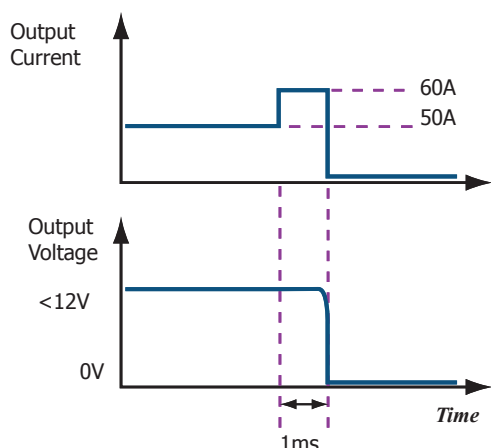 Output
Current
60A
50A
Output
Voltage
<12V
0V
Time
1ms